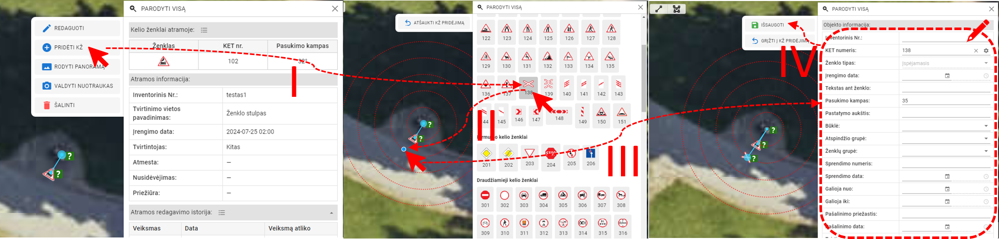 REDAGUOTI
PRIDĖTI KŽ
RODYTI PANORAMĄ
VALDYTI NUOTRAUKAS
ŠALINTI
?
?
PARODYTI VISĄ
Kelio ženklai atramoje:
Ženklas KET nr. Pasukimo kampas
102 32°
I
Atramos informacija:
Inventorinis Nr.: testas1
Tvirtinimo vietos pavadinimas: Ženklo stulpas
Įrengimo data: 2024-07-25 02:00
Tvirtintojas: Kitas
Atmesta: –
Nusidėvėjimas: –
Priežiūra: –
Atramos redagavimo istorija:
Veiksmas Data Veiksmą atliko
ATŠAUKTI KŽ PRIDĖJIMĄ
?
?
PARODYTI VISĄ
122 123 124 125 126 127 128
129 130 131 132 133 134 135
136 137 138 139 140 141 142 143
144 145 146 147 148 149 150 151
II
Pirmumo kelio ženklai
STOP
201 202 203 204 205 206
III
Draudžiamieji kelio ženklai
301 302 303 304 305 306 307 308
309 310 311 312 313 314 315 316
IŠSAUGOTI
GRĮŽTI Į KŽ PRIDĖJIMĄ
IV
?
?
?
PARODYTI VISĄ
Objekto informacija:
Inventorinis Nr.:
KET numeris: 138
Ženklo tipas: Įspėjamasis
Įrengimo data:
Tekstas ant ženklo:
Pasukimo kampas: 35
Pastatymo aukštis:
Būklė:
Atspindžio grupė:
Ženklų grupė:
Sprendimo numeris:
Sprendimo data:
Galioja nuo:
Galioja iki:
Pašalinimo priežastis:
Pašalinimo data: